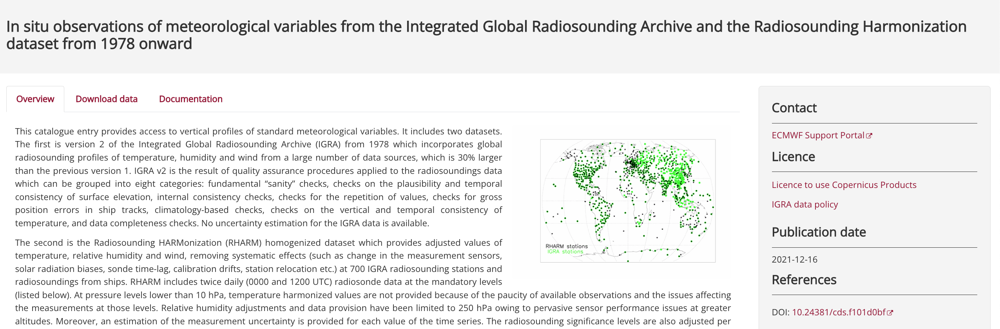 In situ observations of meteorological variables from the Integrated Global Radiosounding Archive and the Radiosounding Harmonization
dataset from 1978 onward
Overview
Download data
Documentation
This catalogue entry provides access to vertical profiles of standard meteorological variables. It includes two datasets.
The first is version 2 of the Integrated Global Radiosounding Archive (IGRA) from 1978 which incorporates global
radiosounding profiles of temperature, humidity and wind from a large number of data sources, which is 30% larger
than the previous version 1. IGRA v2 is the result of quality assurance procedures applied to the radiosoundings data
which can be grouped into eight categories: fundamental “sanity” checks, checks on the plausibility and temporal
consistency of surface elevation, internal consistency checks, checks for the repetition of values, checks for gross
position errors in ship tracks, climatology-based checks, checks on the vertical and temporal consistency of
temperature, and data completeness checks. No uncertainty estimation for the IGRA data is available.
The second is the Radiosounding HARMonization (RHARM) homogenized dataset which provides adjusted values of
temperature, relative humidity and wind, removing systematic effects (such as change in the measurement sensors,
solar radiation biases, sonde time-lag, calibration drifts, station relocation etc.) at 700 IGRA radiosounding stations and
radiosoundings from ships. RHARM includes twice daily (0000 and 1200 UTC) radiosonde data at the mandatory levels
(listed below). At pressure levels lower than 10 hPa, temperature harmonized values are not provided because of the paucity of available observations and the issues affecting
the measurements at those levels. Relative humidity adjustments and data provision have been limited to 250 hPa owing to pervasive sensor performance issues at greater
altitudes. Moreover, an estimation of the measurement uncertainty is provided for each value of the time series. The radiosounding significance levels are also adjusted per
RHARM stations
IGRA stations
Contact
ECMWF Support Portal
Licence
Licence to use Copernicus Products
IGRA data policy
Publication date
2021-12-16
References
DOI: 10.24381/cds.f101d0bf